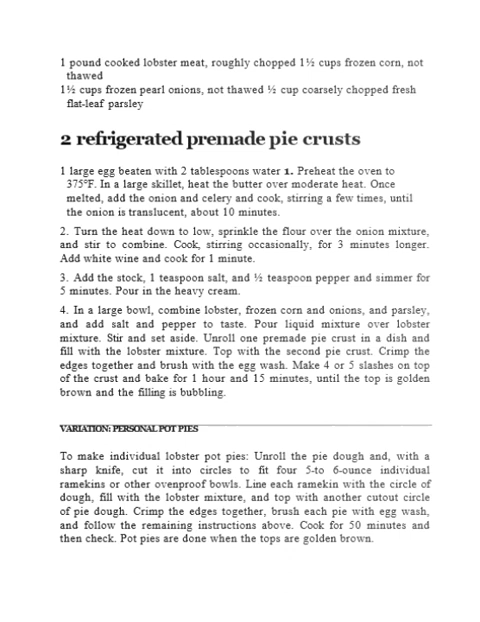 1 pound cooked lobster meat, roughly chopped 1½ cups frozen corn, not
thawed
1½ cups frozen pearl onions, not thawed ½ cup coarsely chopped fresh
flat-leaf parsley
2 refrigerated premade pie crusts
1 large egg beaten with 2 tablespoons water 1. Preheat the oven to
375°F. In a large skillet, heat the butter over moderate heat. Once
melted, add the onion and celery and cook, stirring a few times, until
the onion is translucent, about 10 minutes.
2. Turn the heat down to low, sprinkle the flour over the onion mixture,
and stir to combine. Cook, stirring occasionally, for 3 minutes longer.
Add white wine and cook for 1 minute.
3. Add the stock, 1 teaspoon salt, and ½ teaspoon pepper and simmer for
5 minutes. Pour in the heavy cream.
4. In a large bowl, combine lobster, frozen corn and onions, and parsley,
and add salt and pepper to taste. Pour liquid mixture over lobster
mixture. Stir and set aside. Unroll one premade pie crust in a dish and
fill with the lobster mixture. Top with the second pie crust. Crimp the
edges together and brush with the egg wash. Make 4 or 5 slashes on top
of the crust and bake for 1 hour and 15 minutes, until the top is golden
brown and the filling is bubbling.
VARIATION: PERSONAL POT PIES
To make individual lobster pot pies: Unroll the pie dough and, with a
sharp knife, cut it into circles to fit four 5-to 6-ounce individual
ramekins or other ovenproof bowls. Line each ramekin with the circle of
dough, fill with the lobster mixture, and top with another cutout circle
of pie dough. Crimp the edges together, brush each pie with egg wash,
and follow the remaining instructions above. Cook for 50 minutes and
then check. Pot pies are done when the tops are golden brown.